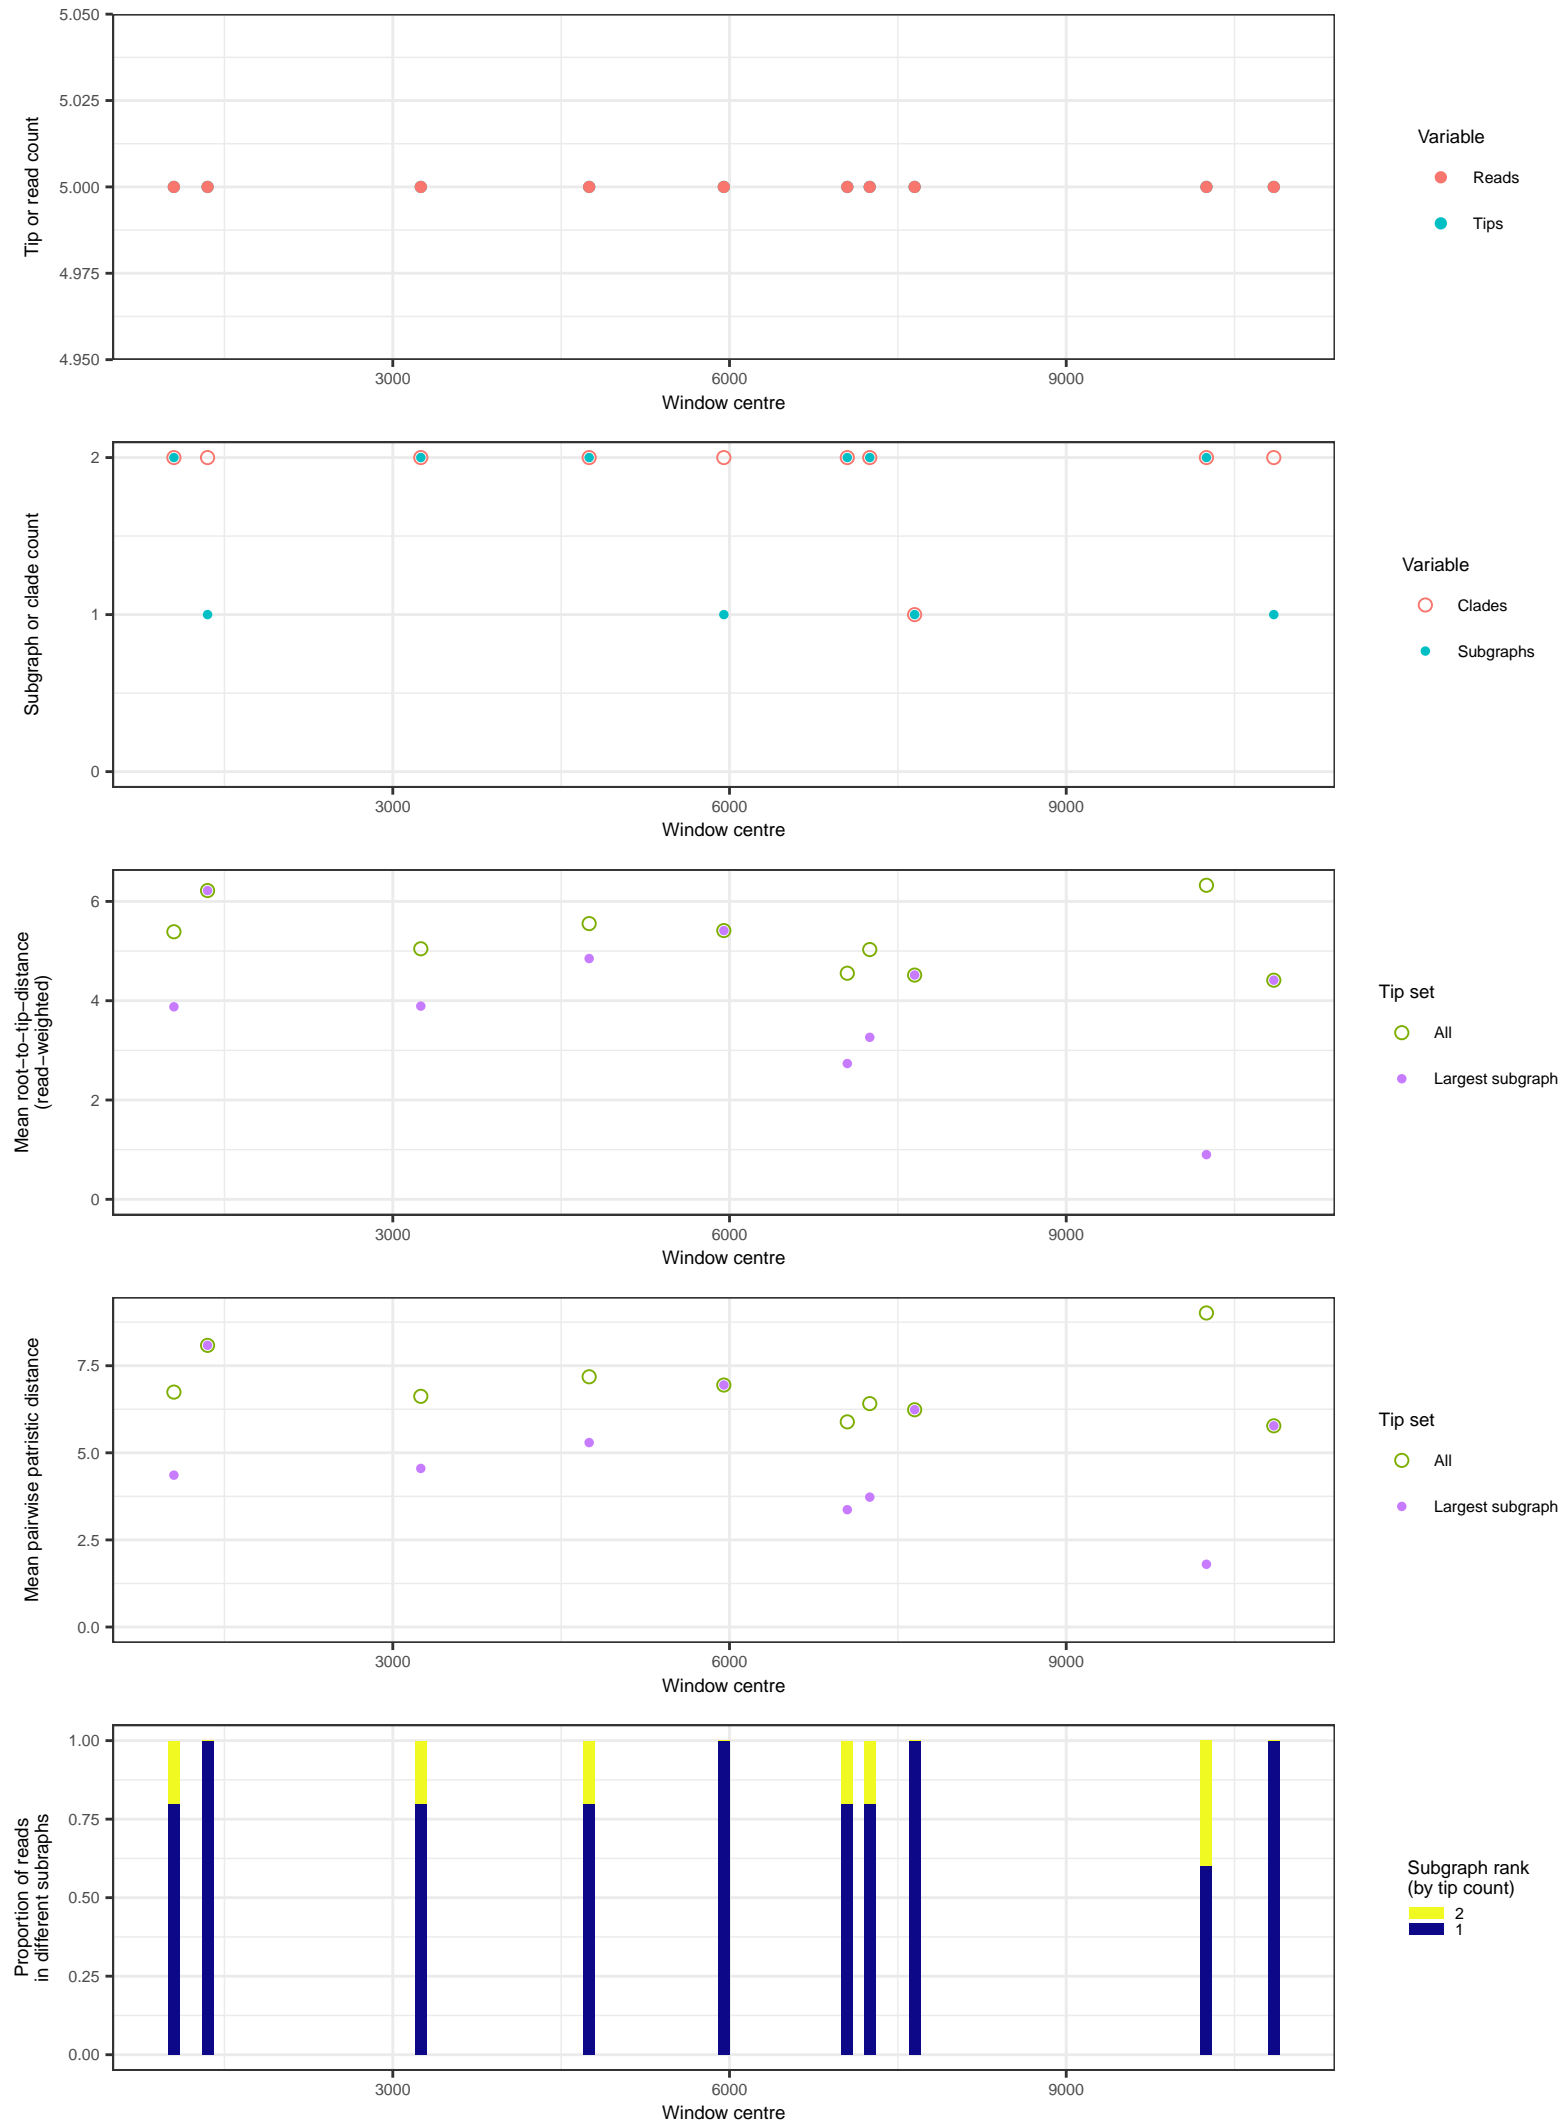 5.050
5.025
5.000
4.975
4.950
Tip or read count
3000 6000 9000
Window centre
Variable
Reads
Tips
2
1
0
Subgraph or clade count
3000 6000 9000
Window centre
Variable
Clades
Subgraphs
6
4
2
0
Mean root−to−tip−distance
(read−weighted)
3000 6000 9000
Window centre
Tip set
All
Largest subgraph
7.5
5.0
2.5
0.0
Mean pairwise patristic distance
3000 6000 9000
Window centre
Tip set
All
Largest subgraph
1.00
0.75
0.50
0.25
0.00
Proportion of reads
in different subraphs
3000 6000 9000
Window centre
Subgraph rank
(by tip count)
2
1